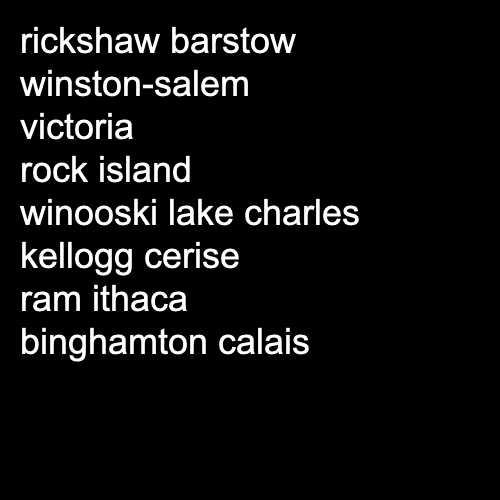 rickshaw barstow
winston-salem
victoria
rock island
winooski lake charles
kellogg cerise
ram ithaca
binghamton calais